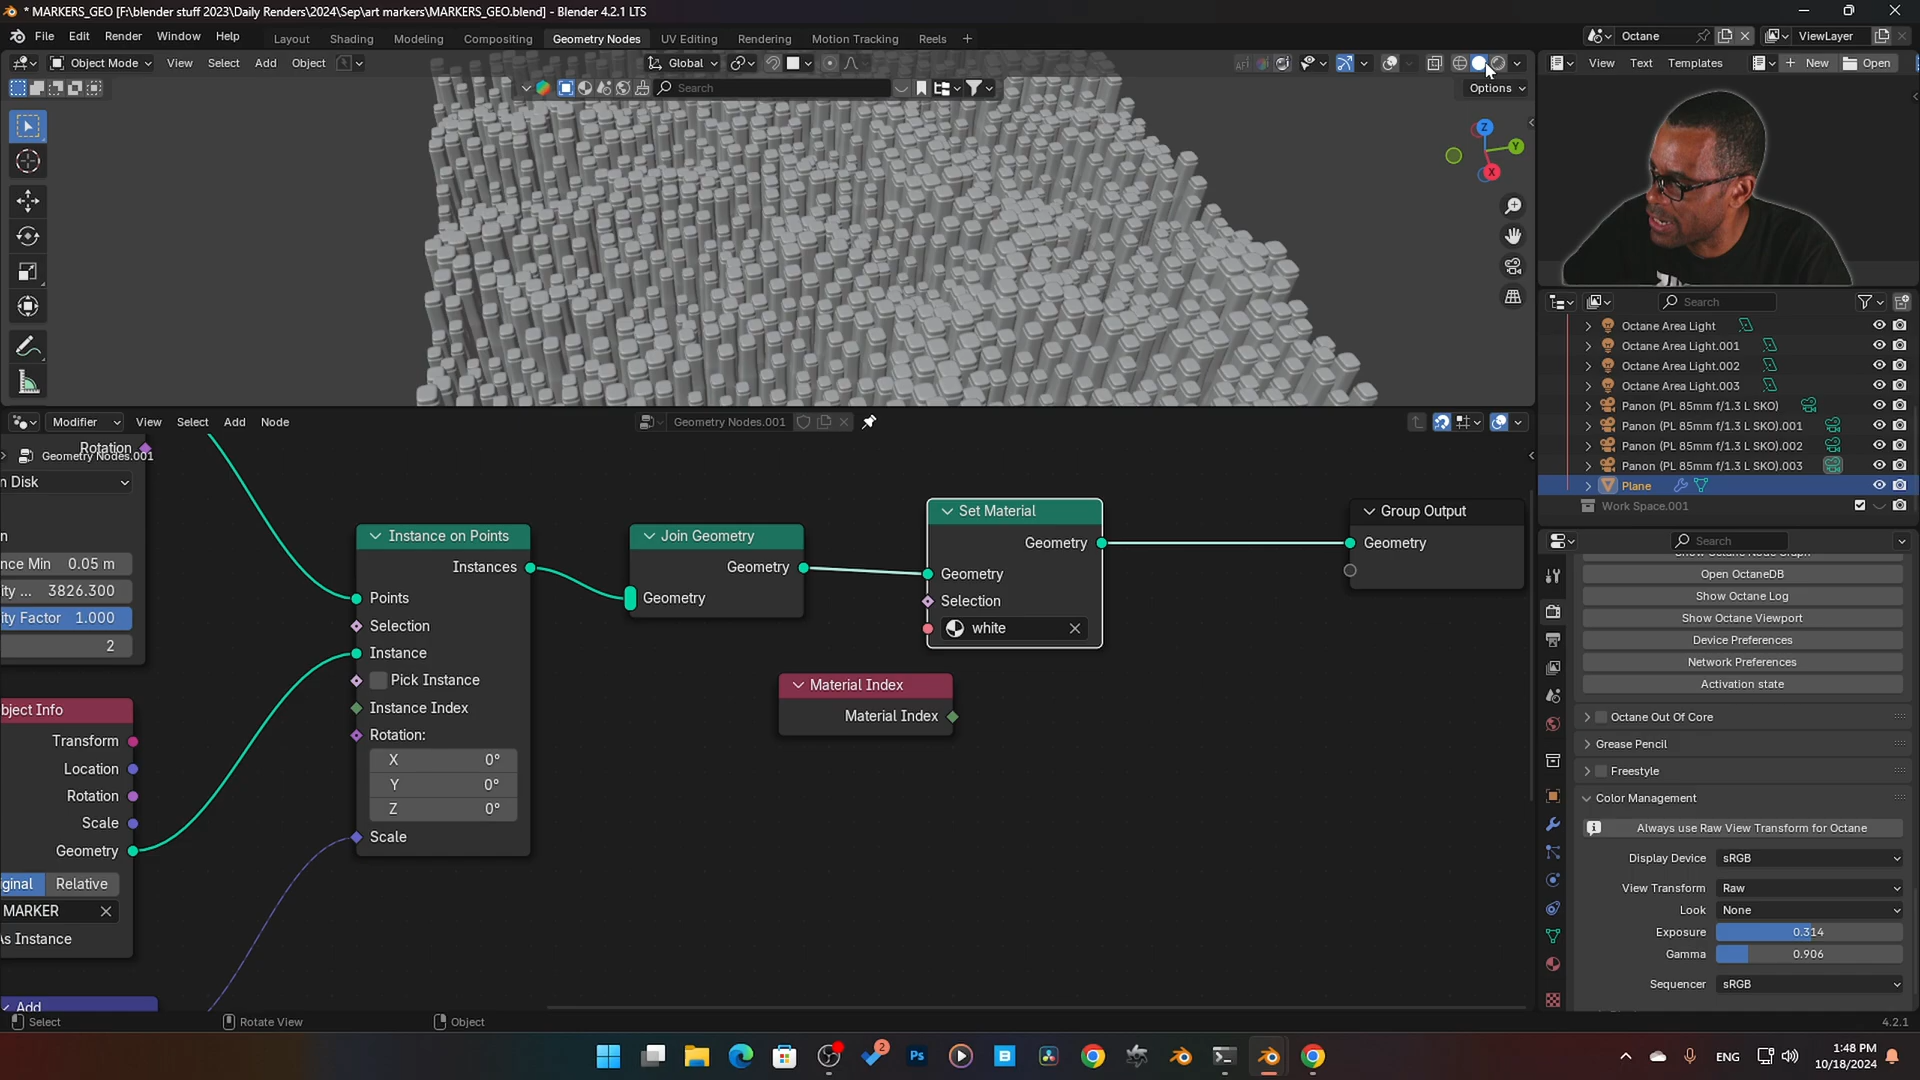 * MARKERS_GEO [F:\blender stuff 2023\Daily Renders\2024\Sep\art markers\MARKERS_GEO.blend] - Blender 4.2.1 LTS
File Edit Render Window Help Layout Shading Modeling Compositing Geometry Nodes UV Editing Rendering Motion Tracking Reels + Octane ViewLayer
Object Mode View Select Add Object Global View Text Templates New Open
Search Options
Z
Y
X
Search
Octane Area Light
Octane Area Light.001
Octane Area Light.002
Octane Area Light.003
Panon (PL 85mm f/1.3 L SKO)
Panon (PL 85mm f/1.3 L SKO).001
Panon (PL 85mm f/1.3 L SKO).002
Panon (PL 85mm f/1.3 L SKO).003
Plane
Work Space.001
Modifier View Select Add Node Geometry Nodes.001
Rotation
Geometry Nodes.001
n Disk
n
nce Min 0.05 m
ity ... 3826.300
ity Factor 1.000
2
bject Info
Transform
Location
Rotation
Scale
Geometry
ginal Relative
MARKER
As Instance
Add
Instance on Points
Instances
Points
Selection
Instance
Pick Instance
Instance Index
Rotation:
X 0°
Y 0°
Z 0°
Scale
Join Geometry
Geometry
Geometry
Set Material
Geometry
Geometry
Selection
white
Material Index
Material Index
Group Output
Geometry
Search
Show Octane Node Graph
Open OctaneDB
Show Octane Log
Show Octane Viewport
Device Preferences
Network Preferences
Activation state
Octane Out Of Core
Grease Pencil
Freestyle
Color Management
Always use Raw View Transform for Octane
Display Device sRGB
View Transform Raw
Look None
Exposure 0.314
Gamma 0.906
Sequencer sRGB
Select Rotate View Object 4.2.1
2 Ps ENG 1:48 PM
10/18/2024